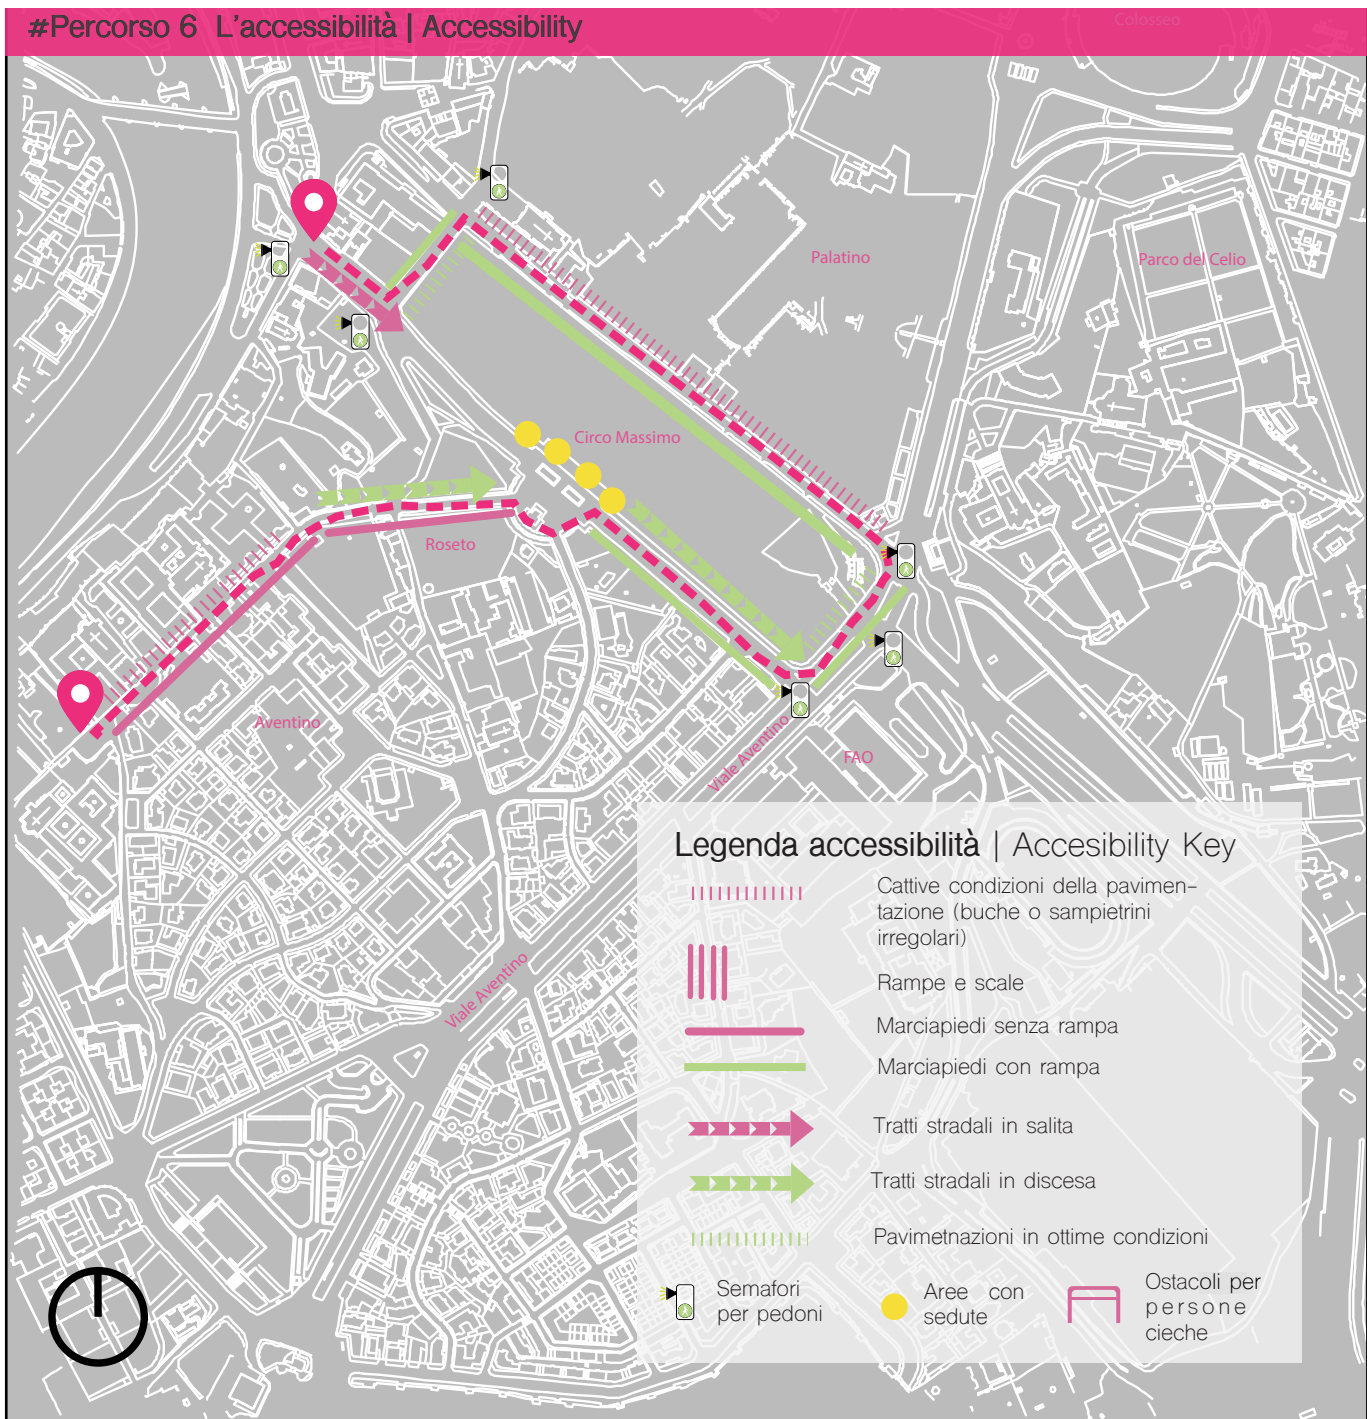 #Percorso 6 L'accessibilità | Accessibility
Colosseo
Palatino
Parco del Celio
Circo Massimo
Roseto
Aventino
Viale Aventino
FAO
Viale Aventino
Legenda accessibilità | Accesibility Key
Cattive condizioni della pavimen-
tazione (buche o sampietrini
irregolari)
Rampe e scale
Marciapiedi senza rampa
Marciapiedi con rampa
Tratti stradali in salita
Tratti stradali in discesa
Pavimetnazioni in ottime condizioni
Semafori
per pedoni
Aree con
sedute
Ostacoli per
persone
cieche